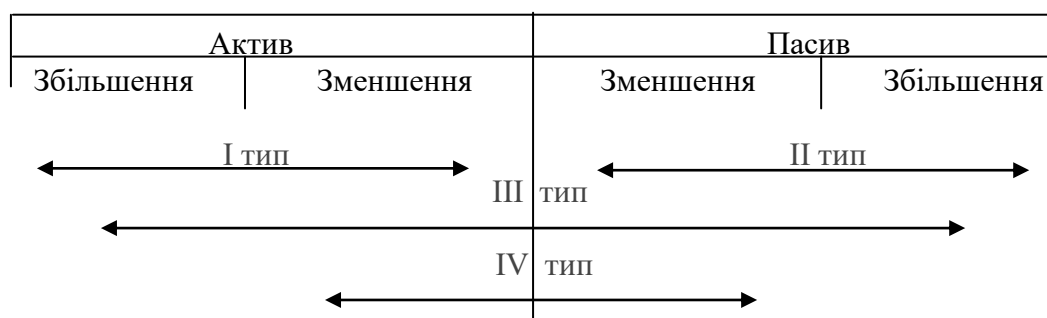 Актив Пасив
Збільшення Зменшення Зменшення Збільшення
I тип II тип
III тип
IV тип